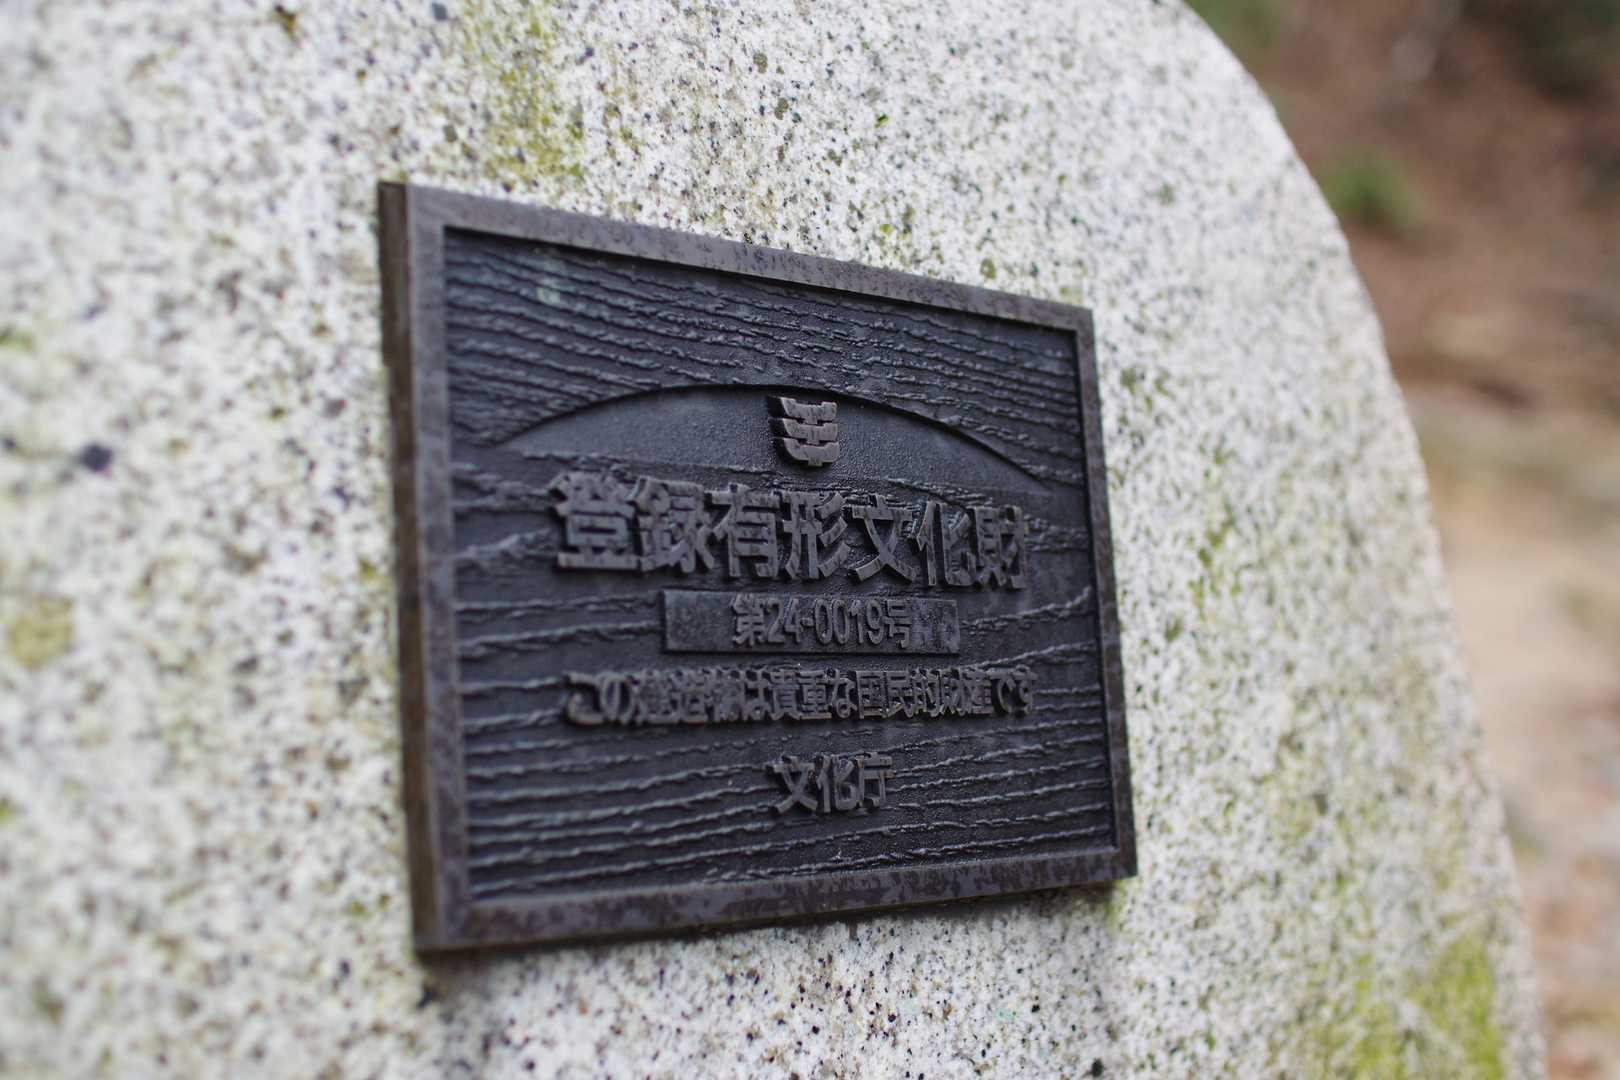 登録有形文化財
第24-0019号
この建造物は貴重な国民的財産です
文化庁